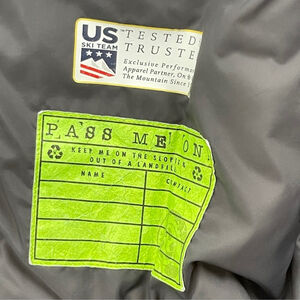 US
SKI TEAM
TESTED
TRUSTE
Exclusive Performa
Apparel Partner, On &
The Mountain Since
PASS ME ON.
KEEP ME ON THE SLOPES &
OUT OF A LANDFILL
NAME
CONTACT